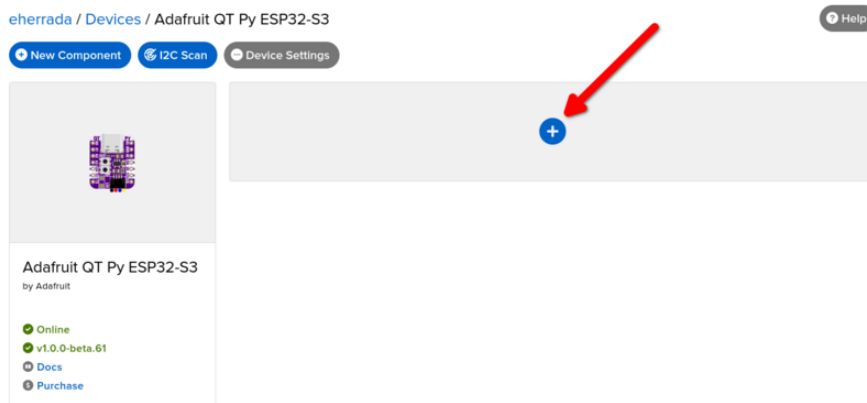 eherrada / Devices / Adafruit QT Py ESP32-S3
Help
New Component
I2C Scan
Device Settings
Adafruit QT Py ESP32-S3
by Adafruit
Online
v1.0.0-beta.61
Docs
Purchase